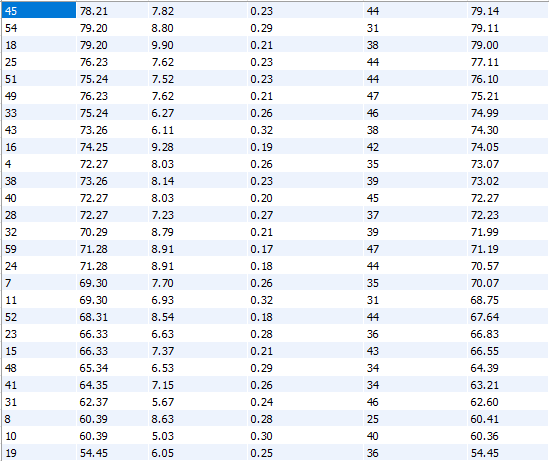 45 78.21 7.82 0.23 44 79.14
54 79.20 8.80 0.29 31 79.11
18 79.20 9.90 0.21 38 79.00
25 76.23 7.62 0.23 44 77.11
51 75.24 7.52 0.23 44 76.10
49 76.23 7.62 0.21 47 75.21
33 75.24 6.27 0.26 46 74.99
43 73.26 6.11 0.32 38 74.30
16 74.25 9.28 0.19 42 74.05
4 72.27 8.03 0.26 35 73.07
38 73.26 8.14 0.23 39 73.02
40 72.27 8.03 0.20 45 72.27
28 72.27 7.23 0.27 37 72.23
32 70.29 8.79 0.21 39 71.99
59 71.28 8.91 0.17 47 71.19
24 71.28 8.91 0.18 44 70.57
7 69.30 7.70 0.26 35 70.07
11 69.30 6.93 0.32 31 68.75
52 68.31 8.54 0.18 44 67.64
23 66.33 6.63 0.28 36 66.83
15 66.33 7.37 0.21 43 66.55
48 65.34 6.53 0.29 34 64.39
41 64.35 7.15 0.26 34 63.21
31 62.37 5.67 0.24 46 62.60
8 60.39 8.63 0.28 25 60.41
10 60.39 5.03 0.30 40 60.36
19 54.45 6.05 0.25 36 54.45